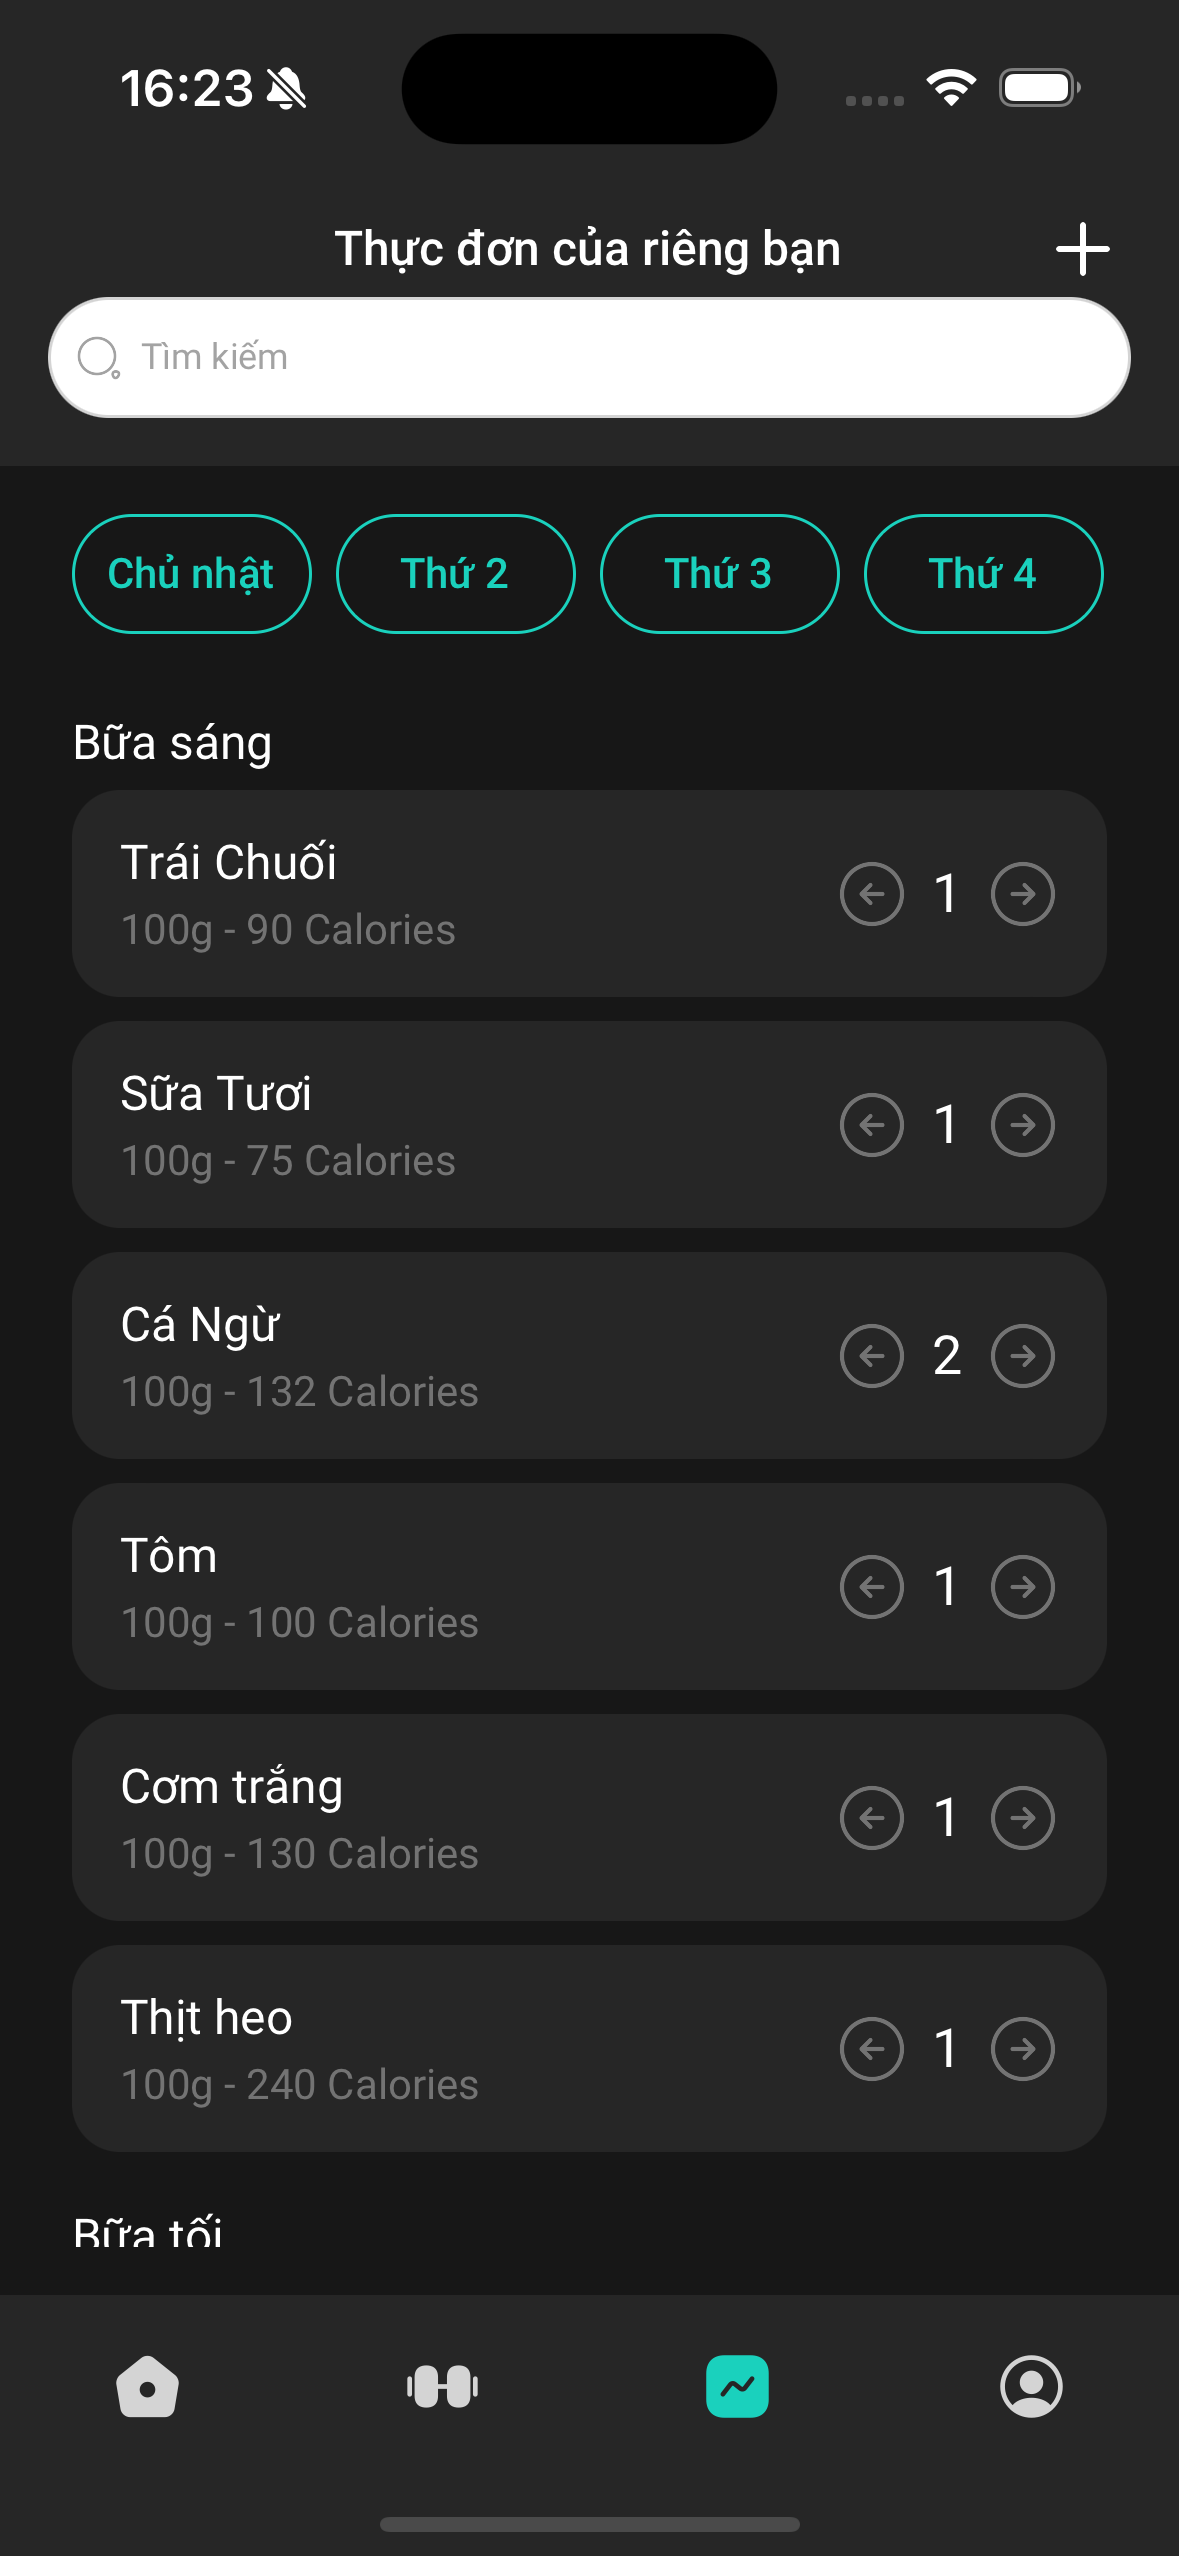 16:23
Thực đơn của riêng bạn
Tìm kiếm
Chủ nhật Thứ 2 Thứ 3 Thứ 4
Bữa sáng
Trái Chuối
100g - 90 Calories
1
Sữa Tươi
100g - 75 Calories
1
Cá Ngừ
100g - 132 Calories
2
Tôm
100g - 100 Calories
1
Cơm trắng
100g - 130 Calories
1
Thịt heo
100g - 240 Calories
1
Bữa tối